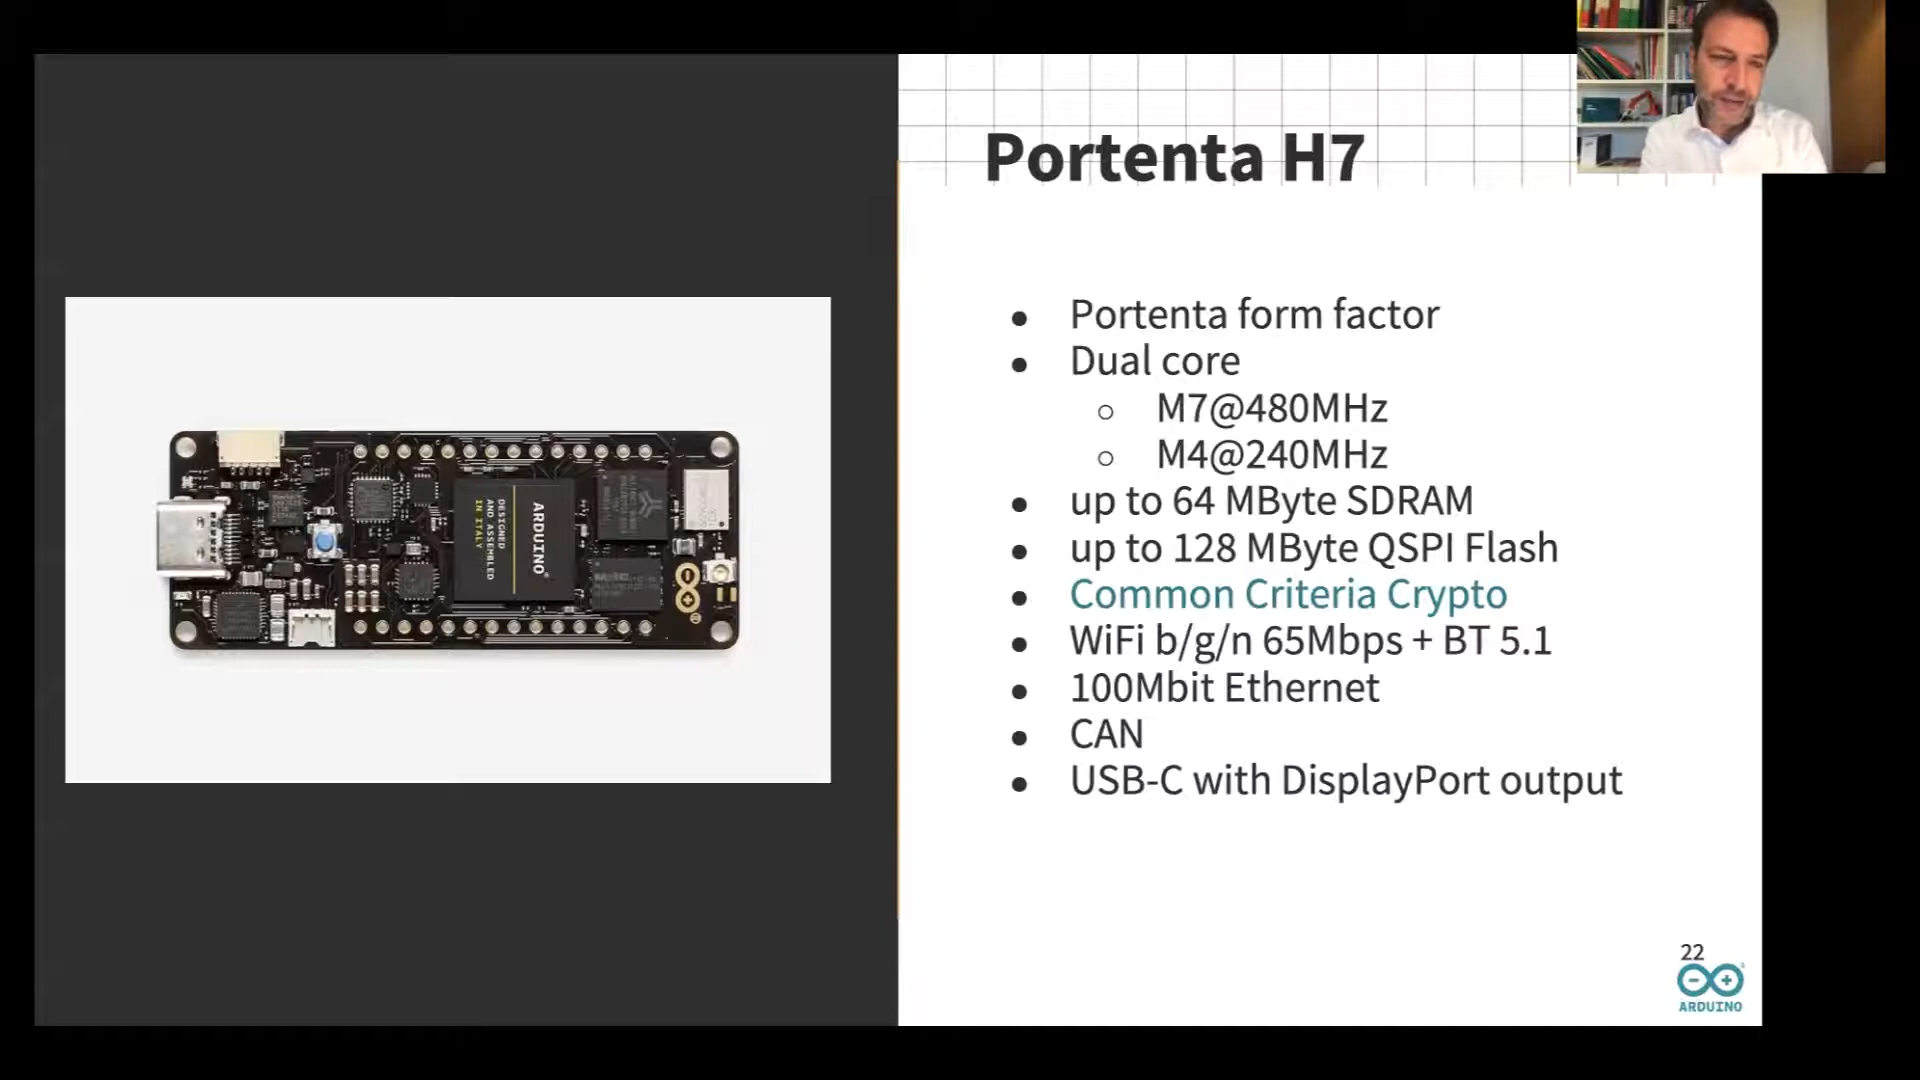 Portenta H7
Portenta form factor
Dual core
M7@480MHz
M4@240MHz
up to 64 MByte SDRAM
up to 128 MByte QSPI Flash
Common Criteria Crypto
WiFi b/g/n 65Mbps + BT 5.1
100Mbit Ethernet
CAN
USB-C with DisplayPort output
ARDUINO
DESIGNED
AND ASSEMBLED
IN ITALY
22
ARDUINO